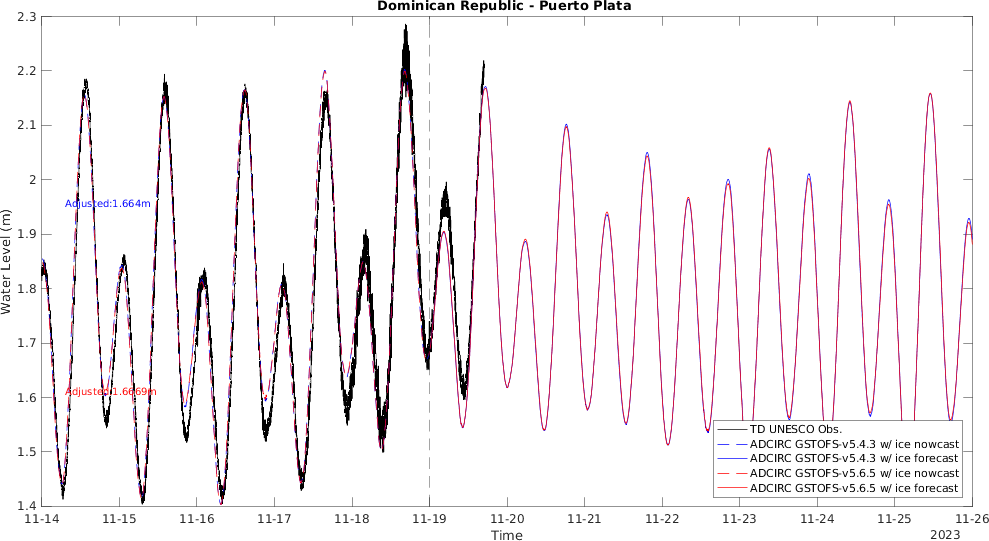 Dominican Republic - Puerto Plata
2.3
2.2
2.1
2
1.9
1.8
1.7
1.6
1.5
1.4
Water Level (m)
Adjusted:1.664m
Adjusted:1.6669m
TD UNESCO Obs.
ADCIRC GSTOFS-v5.4.3 w/ ice nowcast
ADCIRC GSTOFS-v5.4.3 w/ ice forecast
ADCIRC GSTOFS-v5.6.5 w/ ice nowcast
ADCIRC GSTOFS-v5.6.5 w/ ice forecast
11-14 11-15 11-16 11-17 11-18 11-19 11-20 11-21 11-22 11-23 11-24 11-25 11-26
Time
2023